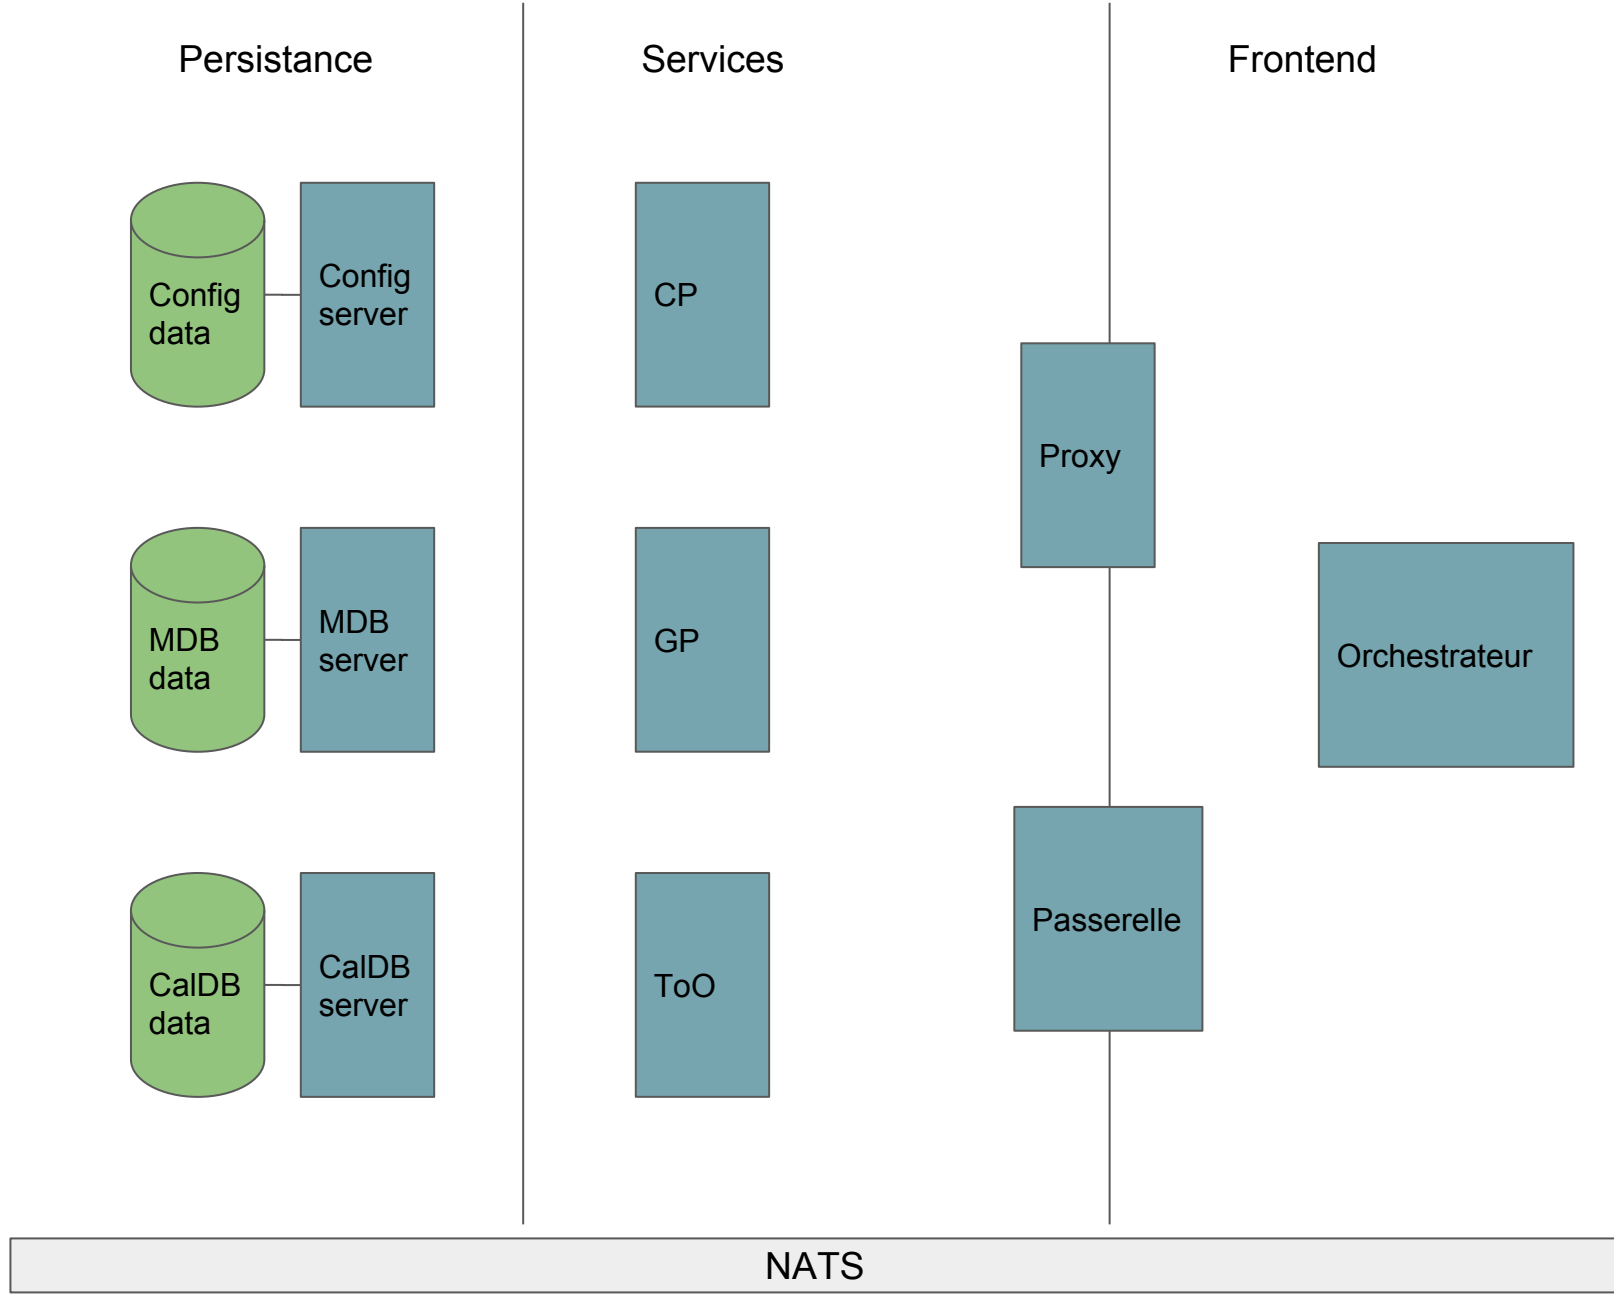 Persistance
Services
Frontend
Config
data
Config
server
CP
Proxy
MDB
data
MDB
server
GP
Orchestrateur
CalDB
data
CalDB
server
ToO
Passerelle
NATS